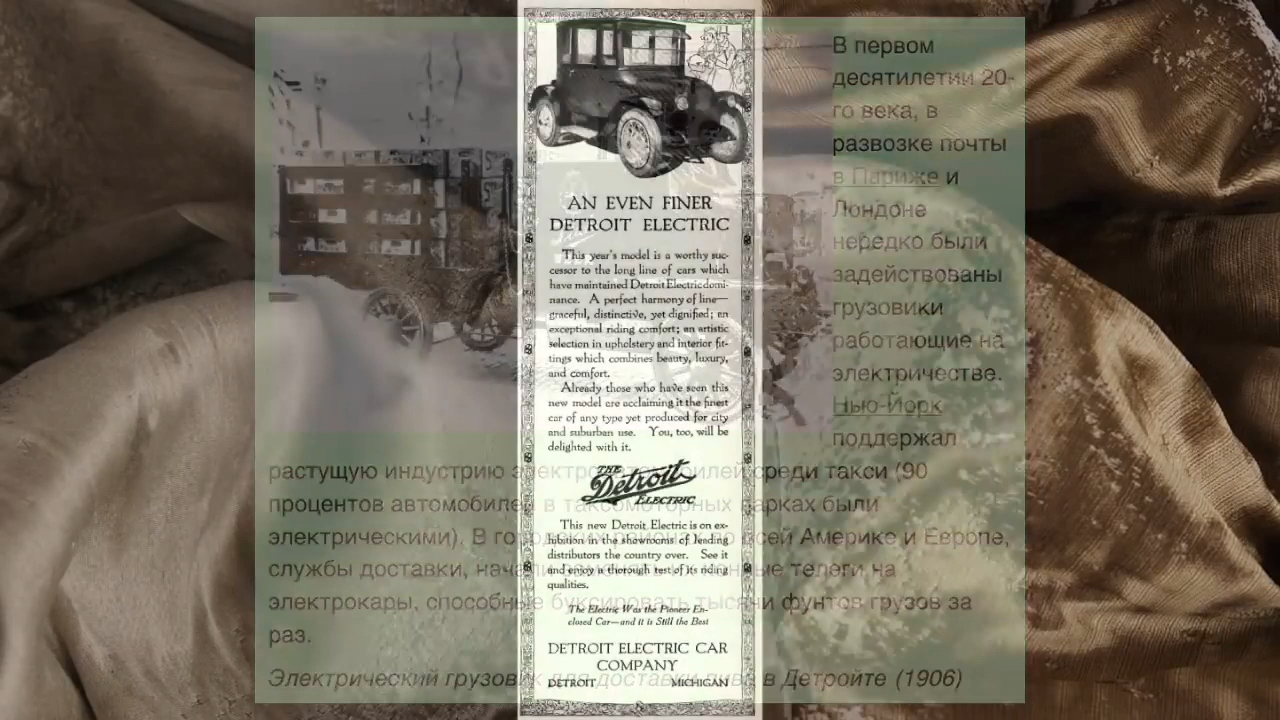 В первом
десятилетии 20-
го века, в
развозке почты
в Париже и
Лондоне
нередко были
задействованы
грузовики
работающие на
электричестве.
Нью-Йорк
поддержал
растущую индустрию электроавтомобилей среди такси (90
процентов автомобилей в таксомоторных парках были
электрическими). В городских во всей Америке и Европе,
службы доставки, начали телеги на
электрокары, способные буксировать тысячи фунтов грузов за
раз.
Электрический грузовик для доставки пива в Детройте (1906)
AN EVEN FINER
DETROIT ELECTRIC
This year's model is a worthy suc-
cessor to the long line of cars which
have maintained Detroit Electric domi-
nance. A perfect harmony of line—
graceful, distinctive, yet dignified; an
exceptional riding comfort; an artistic
selection in upholstery and interior fit-
tings which combines beauty, luxury,
and comfort.
Already those who have seen this
new model are acclaiming it the finest
car of any type yet produced for city
and suburban use. You, too, will be
delighted with it.
THE
Detroit
ELECTRIC
This new Detroit Electric is on ex-
hibition in the showrooms of leading
distributors the country over. See it
and enjoy a thorough test of its riding
qualities.
The Electric Was the Pioneer En-
closed Car—and it is Still the Best
DETROIT ELECTRIC CAR
COMPANY
DETROIT MICHIGAN